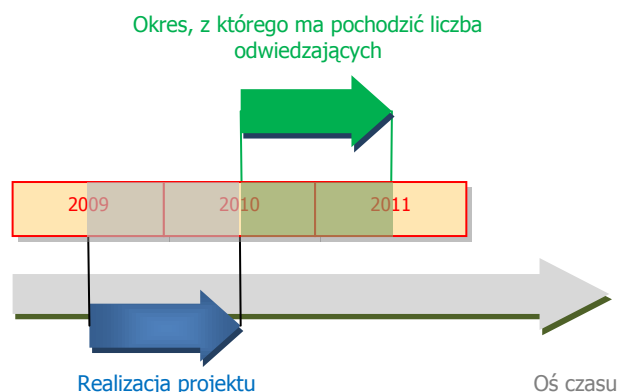 Okres, z którego ma pochodzić liczba
odwiedzających
2009 2010 2011
Realizacja projektu
Oś czasu